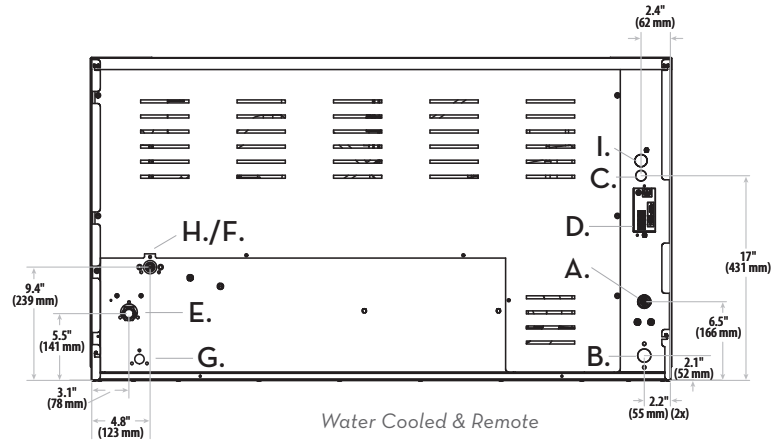 2.4"
(62 mm)
I.
C.
D.
H./F.
17"
(431 mm)
A.
9.4"
(239 mm)
E.
6.5"
(166 mm)
5.5"
(141 mm)
G.
B.
2.1"
(52 mm)
3.1"
(78 mm)
2.2"
(55 mm) (2x)
4.8"
(123 mm)
Water Cooled & Remote